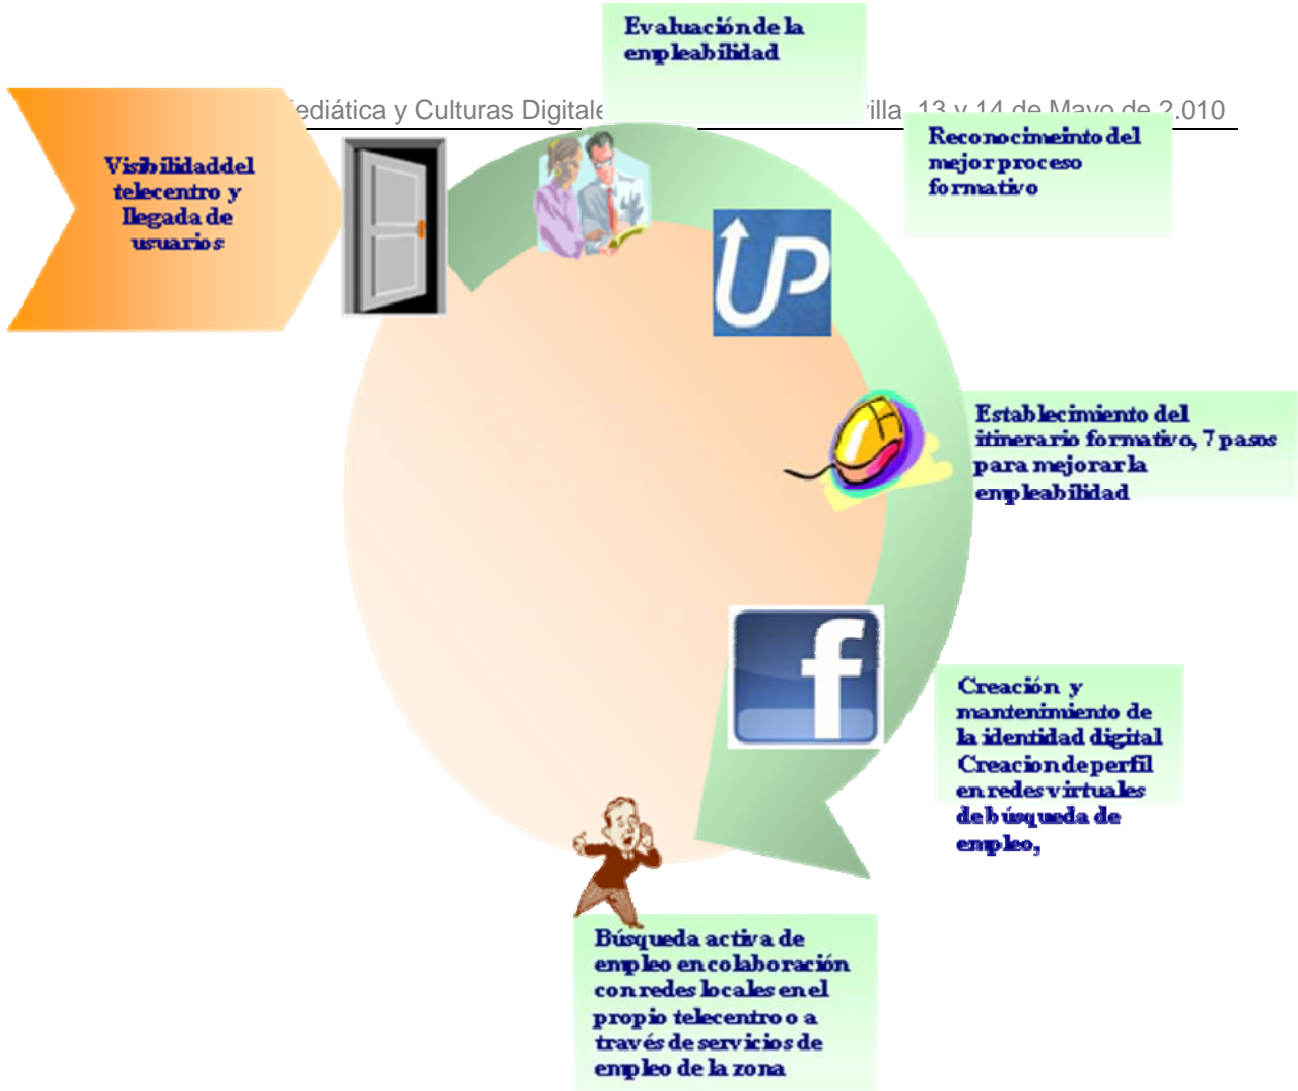 Evaluación de la
empleabilidad
ediática y Culturas Digitale
villa, 13 y 14 de Mayo de 2.010
Visibilidad del
telecentro y
llegada de
usuarios
Reconocimeinto del
mejor proceso
formativo
UP
Establecimiento del
itinerario formativo, 7 pasos
para mejorar la
empleabilidad
f
Creación y
mantenimiento de
la identidad digital
Creacion de perfil
en redes virtuales
de búsqueda de
empleo,
Búsqueda activa de
empleo en colaboración
con redes locales en el
propio telecentro o a
través de servicios de
empleo de la zona